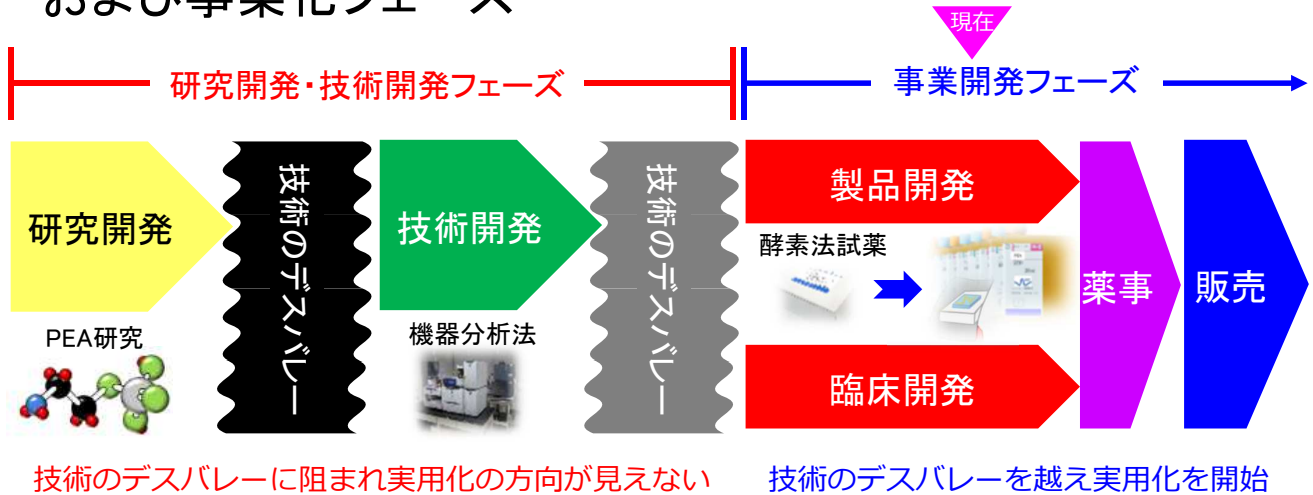 および事業化フェーズ
現在
研究開発・技術開発フェーズ
事業開発フェーズ
研究開発
技術のデスバレー
技術開発
技術のデスバレー
製品開発
酵素法試薬
臨床開発
薬事
販売
PEA研究
機器分析法
技術のデスバレーに阻まれ実用化の方向が見えない
技術のデスバレーを越え実用化を開始